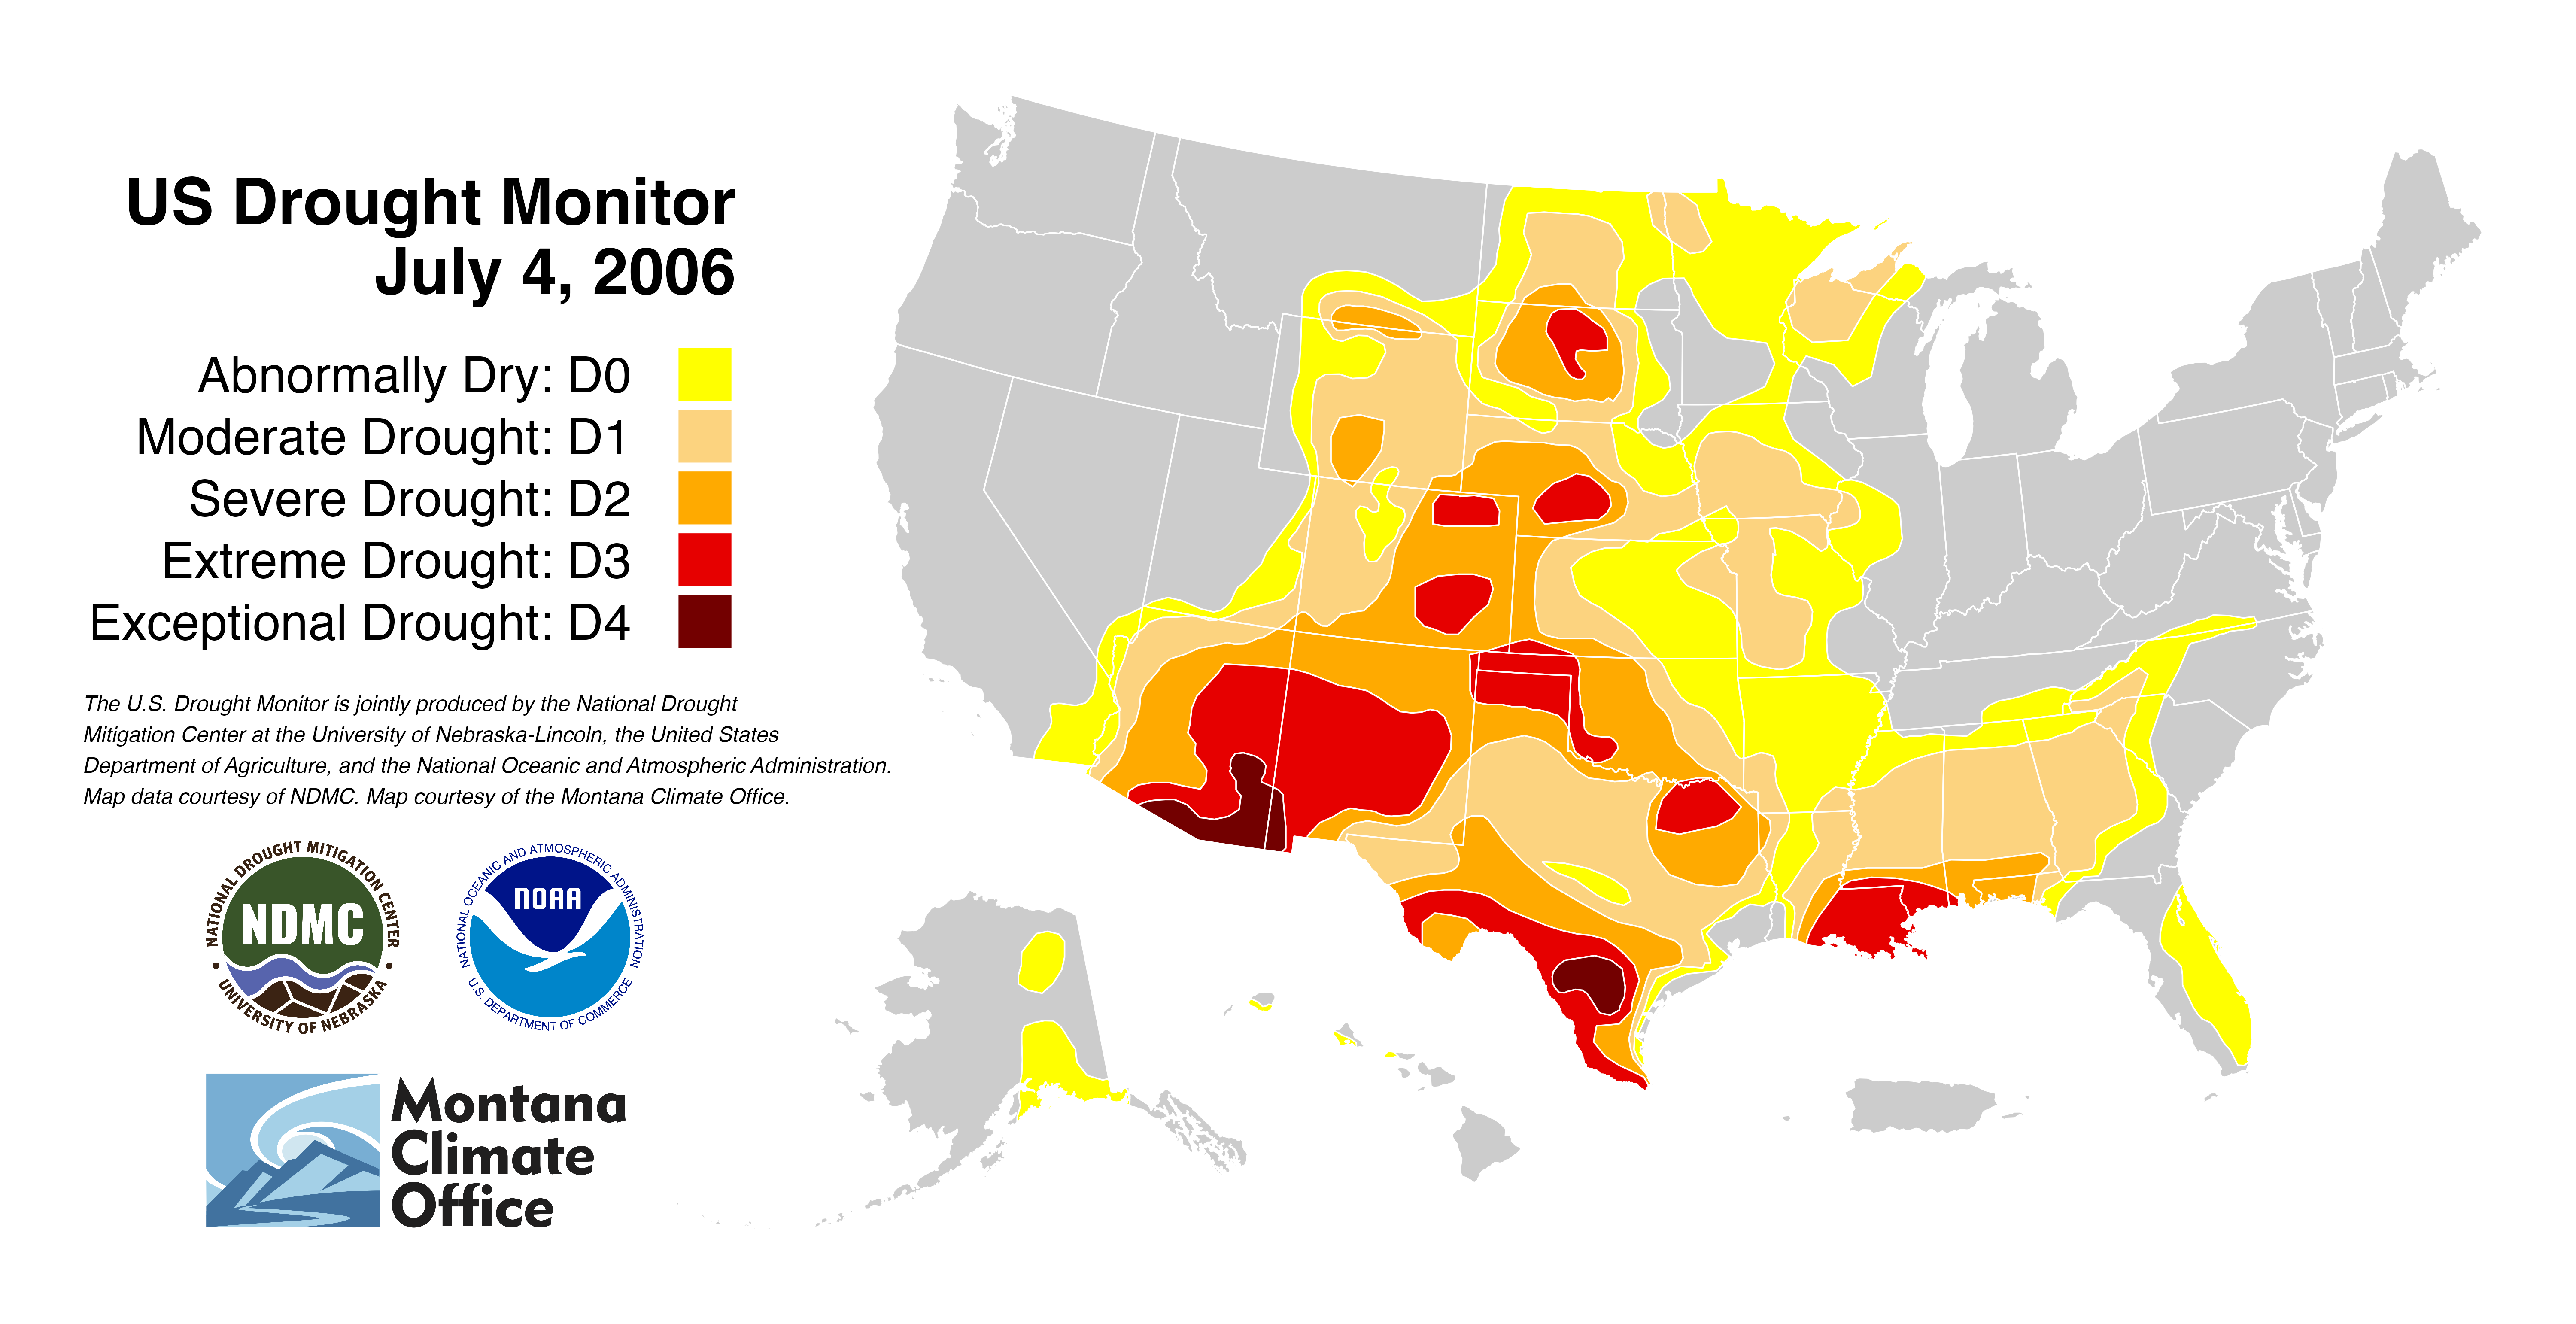 US Drought Monitor
July 4, 2006
Abnormally Dry: D0
Moderate Drought: D1
Severe Drought: D2
Extreme Drought: D3
Exceptional Drought: D4
The U.S. Drought Monitor is jointly produced by the National Drought
Mitigation Center at the University of Nebraska-Lincoln, the United States
Department of Agriculture, and the National Oceanic and Atmospheric Administration.
Map data courtesy of NDMC. Map courtesy of the Montana Climate Office.
NATIONAL DROUGHT MITIGATION CENTER
NDMC
• UNIVERSITY OF NEBRASKA •
NATIONAL OCEANIC AND ATMOSPHERIC ADMINISTRATION
NOAA
U.S. DEPARTMENT OF COMMERCE
Montana
Climate
Office